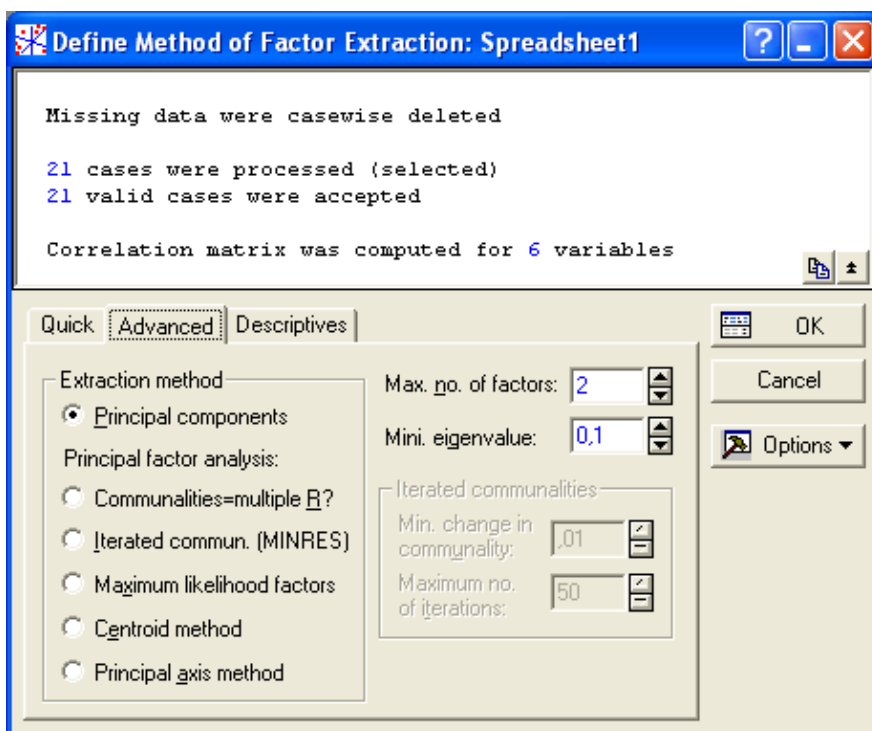 Define Method of Factor Extraction: Spreadsheet1
Missing data were casewise deleted
21 cases were processed (selected)
21 valid cases were accepted
Correlation matrix was computed for 6 variables
Quick Advanced Descriptives
OK
Cancel
Options
Extraction method
Principal components
Principal factor analysis:
Communalities=multiple R?
Iterated commun. (MINRES)
Maximum likelihood factors
Centroid method
Principal axis method
Max. no. of factors: 2
Mini. eigenvalue: 0,1
Iterated communalities
Min. change in
communality: ,01
Maximum no.
of iterations: 50